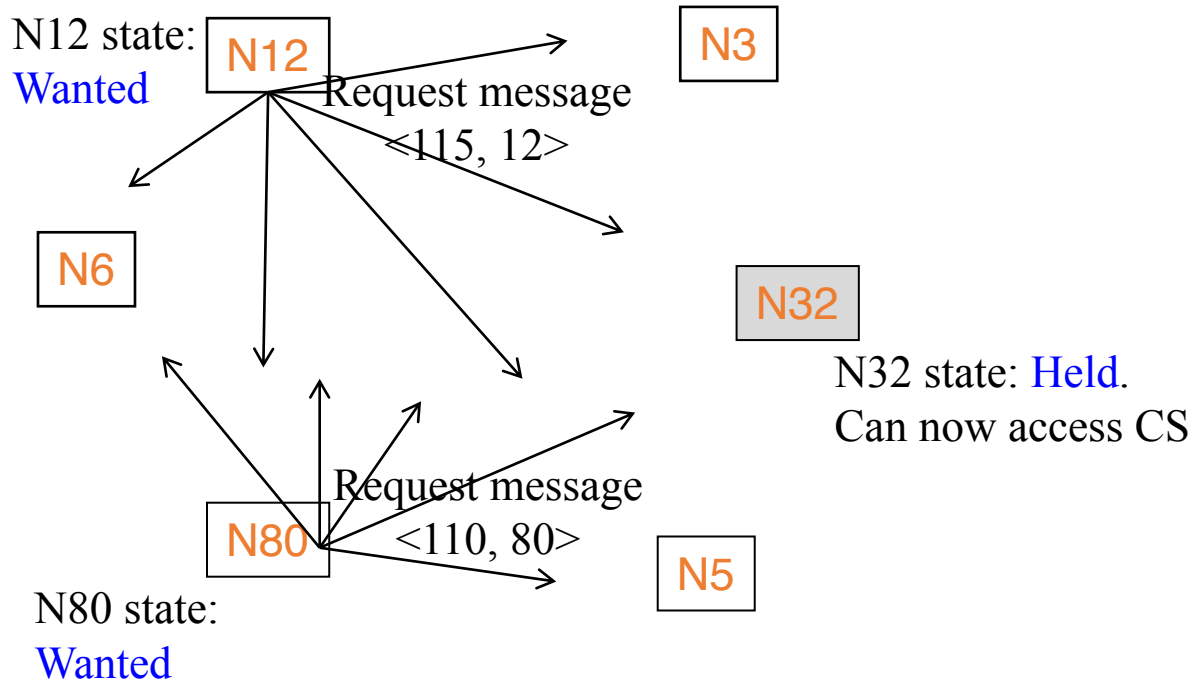 N12 state:
Wanted
N12
N3
Request message
<115, 12>
N6
N32
N32 state: Held.
Can now access CS
Request message
<110, 80>
N80
N5
N80 state:
Wanted